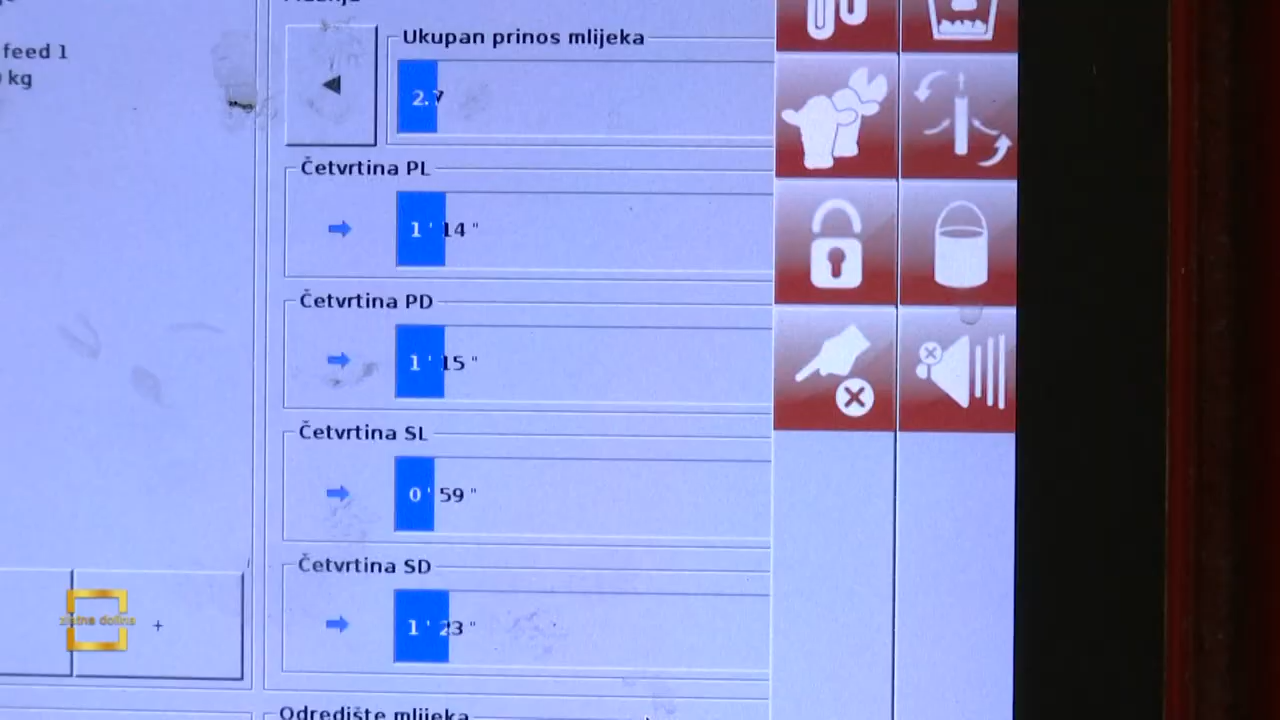 feed 1
kg
Ukupan prinos mlijeka
2.7
Četvrtina PL
1 ' 14 "
Četvrtina PD
1 ' 15 "
Četvrtina SL
0 ' 59 "
Četvrtina SD
1 ' 23 "
zlatna dolina
+
Odredište mlijeka